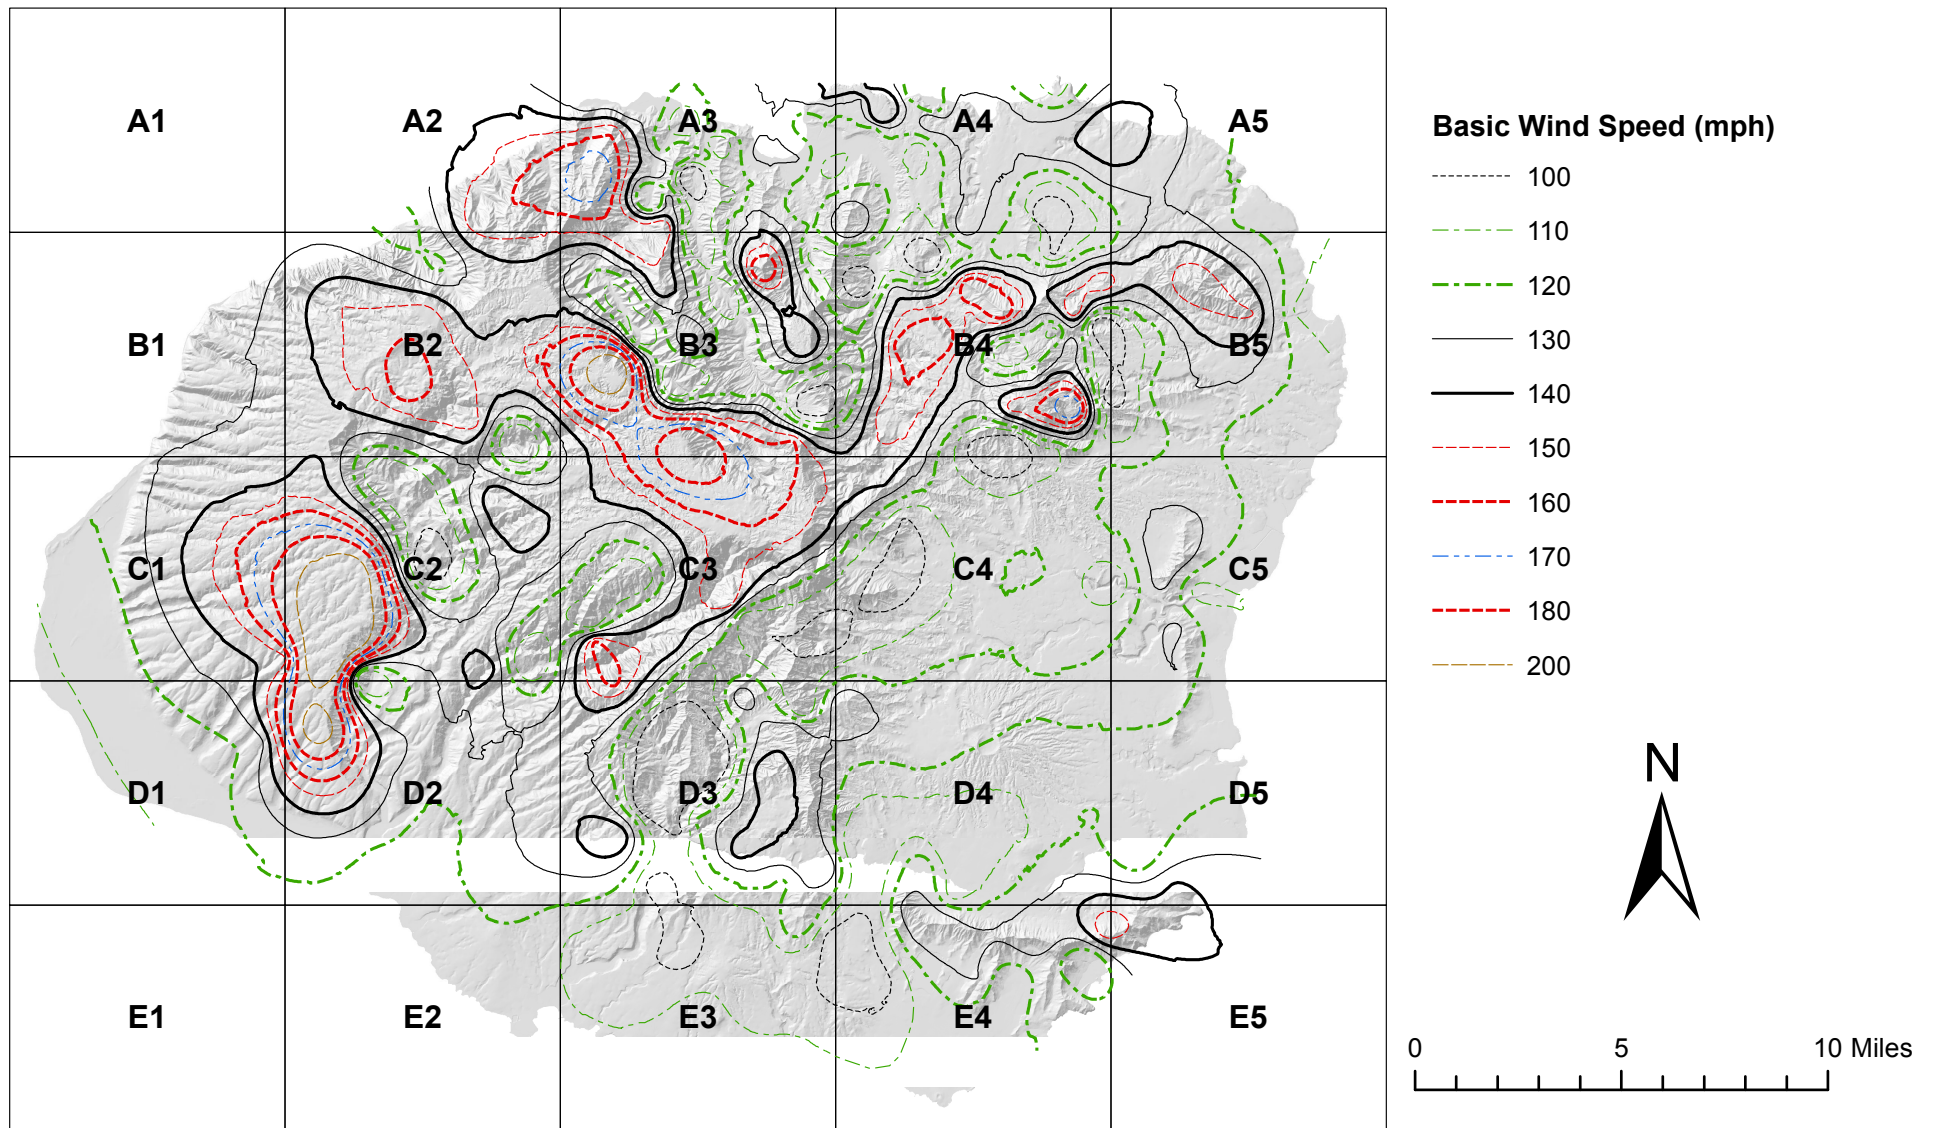 A1 A2 A3 A4 A5
B1 B2 B3 B4 B5
C1 C2 C3 C4 C5
D1 D2 D3 D4 D5
E1 E2 E3 E4 E5
Basic Wind Speed (mph)
100
110
120
130
140
150
160
170
180
200
N
0 5 10 Miles